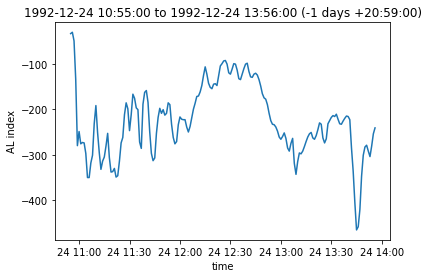 1992-12-24 10:55:00 to 1992-12-24 13:56:00 (-1 days +20:59:00)
−100
−200
−300
−400
AL index
24 11:00 24 11:30 24 12:00 24 12:30 24 13:00 24 13:30 24 14:00
time